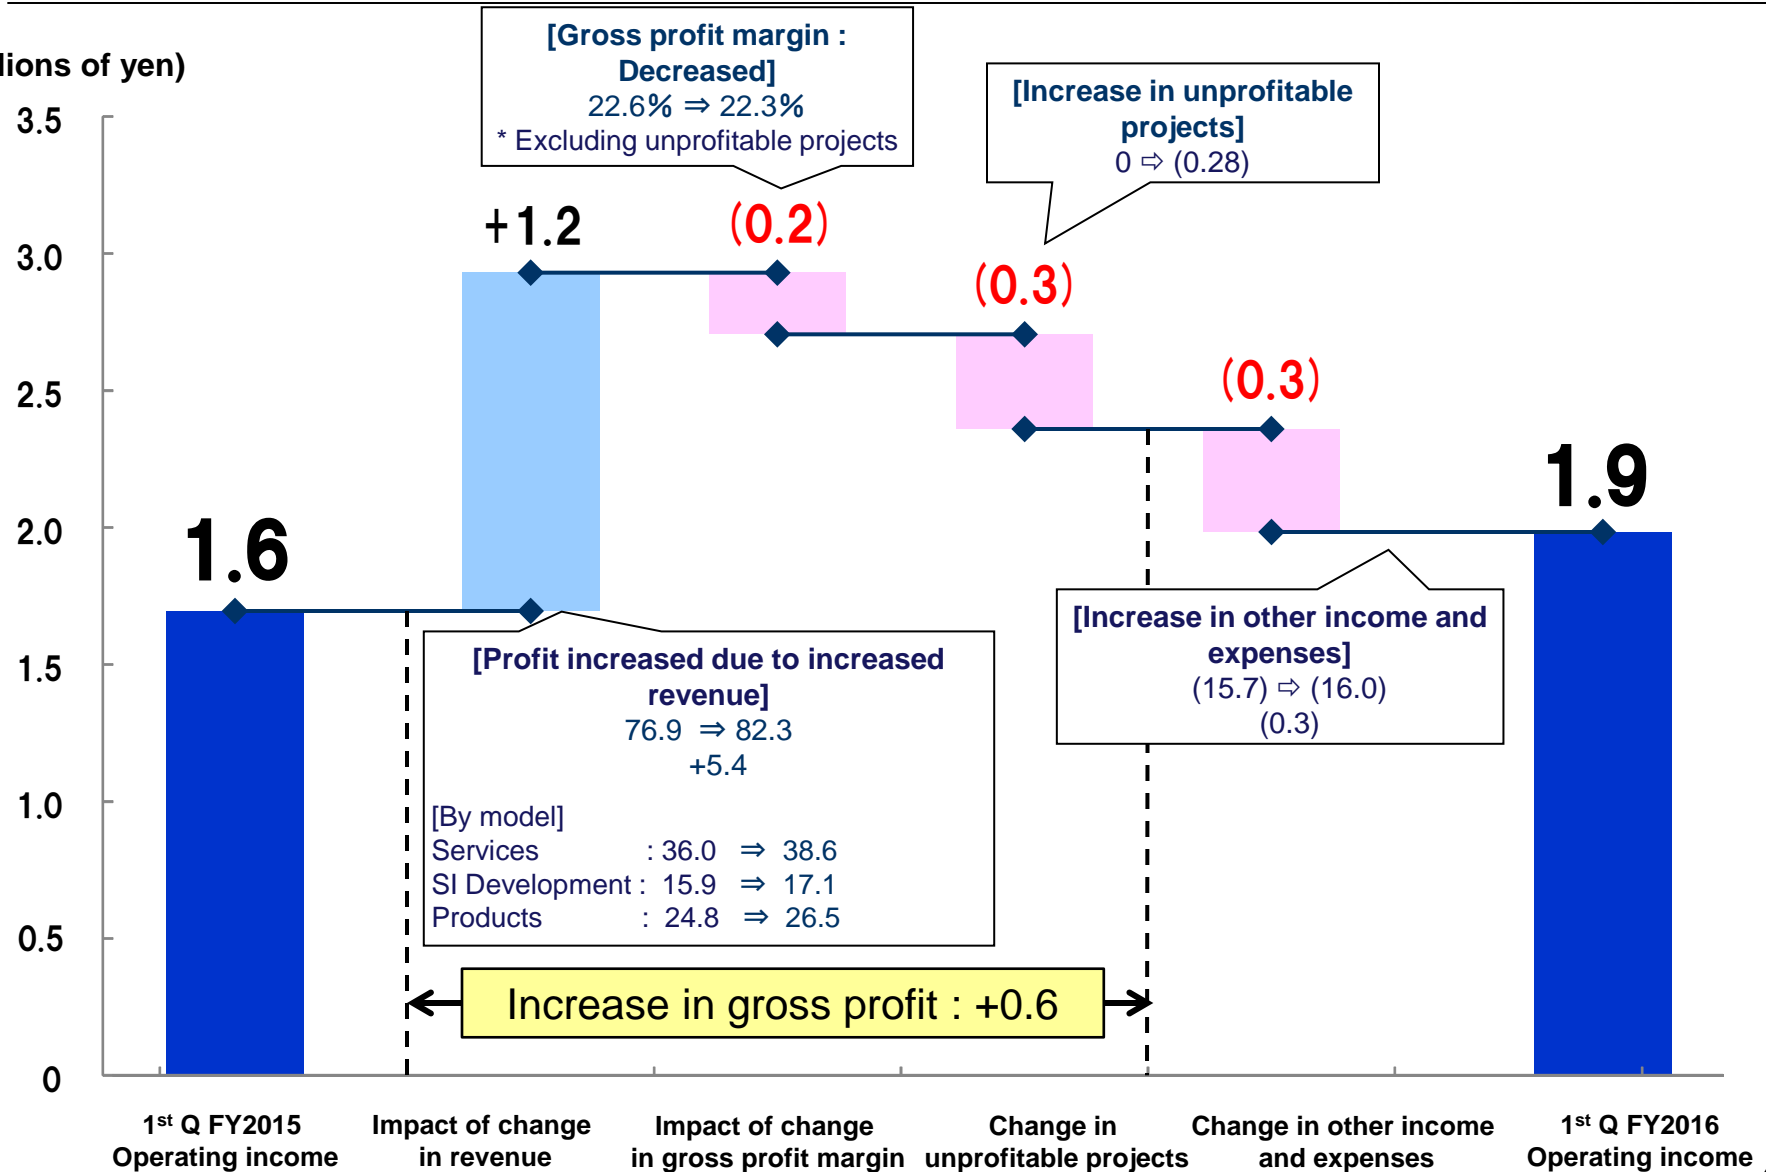 [Gross profit margin :
Decreased]
22.6% ⇒ 22.3%
* Excluding unprofitable projects
lions of yen)
[Increase in unprofitable
projects]
0 ⇨ (0.28)
3.5
3.0
2.5
2.0
1.5
1.0
0.5
0
1.6
+1.2
(0.2)
(0.3)
(0.3)
1.9
[Profit increased due to increased
revenue]
76.9 ⇒ 82.3
+5.4
[By model]
Services : 36.0 ⇒ 38.6
SI Development : 15.9 ⇒ 17.1
Products : 24.8 ⇒ 26.5
[Increase in other income and
expenses]
(15.7) ⇨ (16.0)
(0.3)
Increase in gross profit : +0.6
1st Q FY2015
Operating income
Impact of change
in revenue
Impact of change
in gross profit margin
Change in
unprofitable projects
Change in other income
and expenses
1st Q FY2016
Operating income